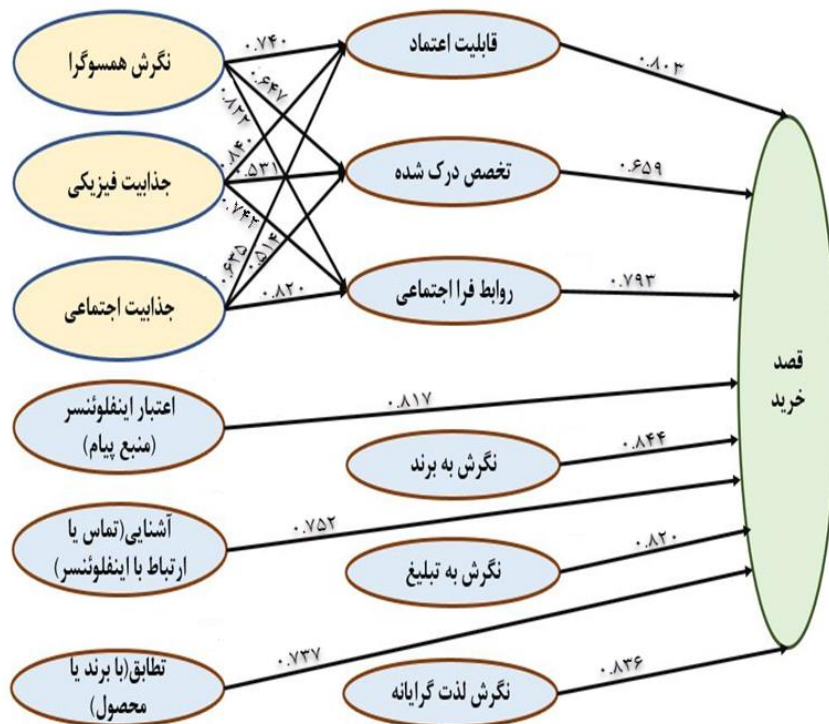 نگرش همسوگرا
جذابیت فیزیکی
جذابیت اجتماعی
۰.۷۴۰
۰.۶۴۷
۰.۸۲۲
۰.۸۴۰
۰.۵۳۱
۰.۷۴۳
۰.۶۳۵
۰.۵۱۴
۰.۸۲۰
قابلیت اعتماد
تخصص درک شده
روابط فرا اجتماعی
۰.۸۰۳
۰.۶۵۹
۰.۷۹۳
قصد
خرید
اعتبار اینفلوئنسر
(منبع پیام)
۰.۸۱۷
نگرش به برند
۰.۸۴۴
آشنایی(تماس یا
ارتباط با اینفلوئنسر)
۰.۷۵۲
نگرش به تبلیغ
۰.۸۲۰
تطابق(با برند یا
محصول)
۰.۷۳۷
نگرش لذت گرایانه
۰.۸۳۶